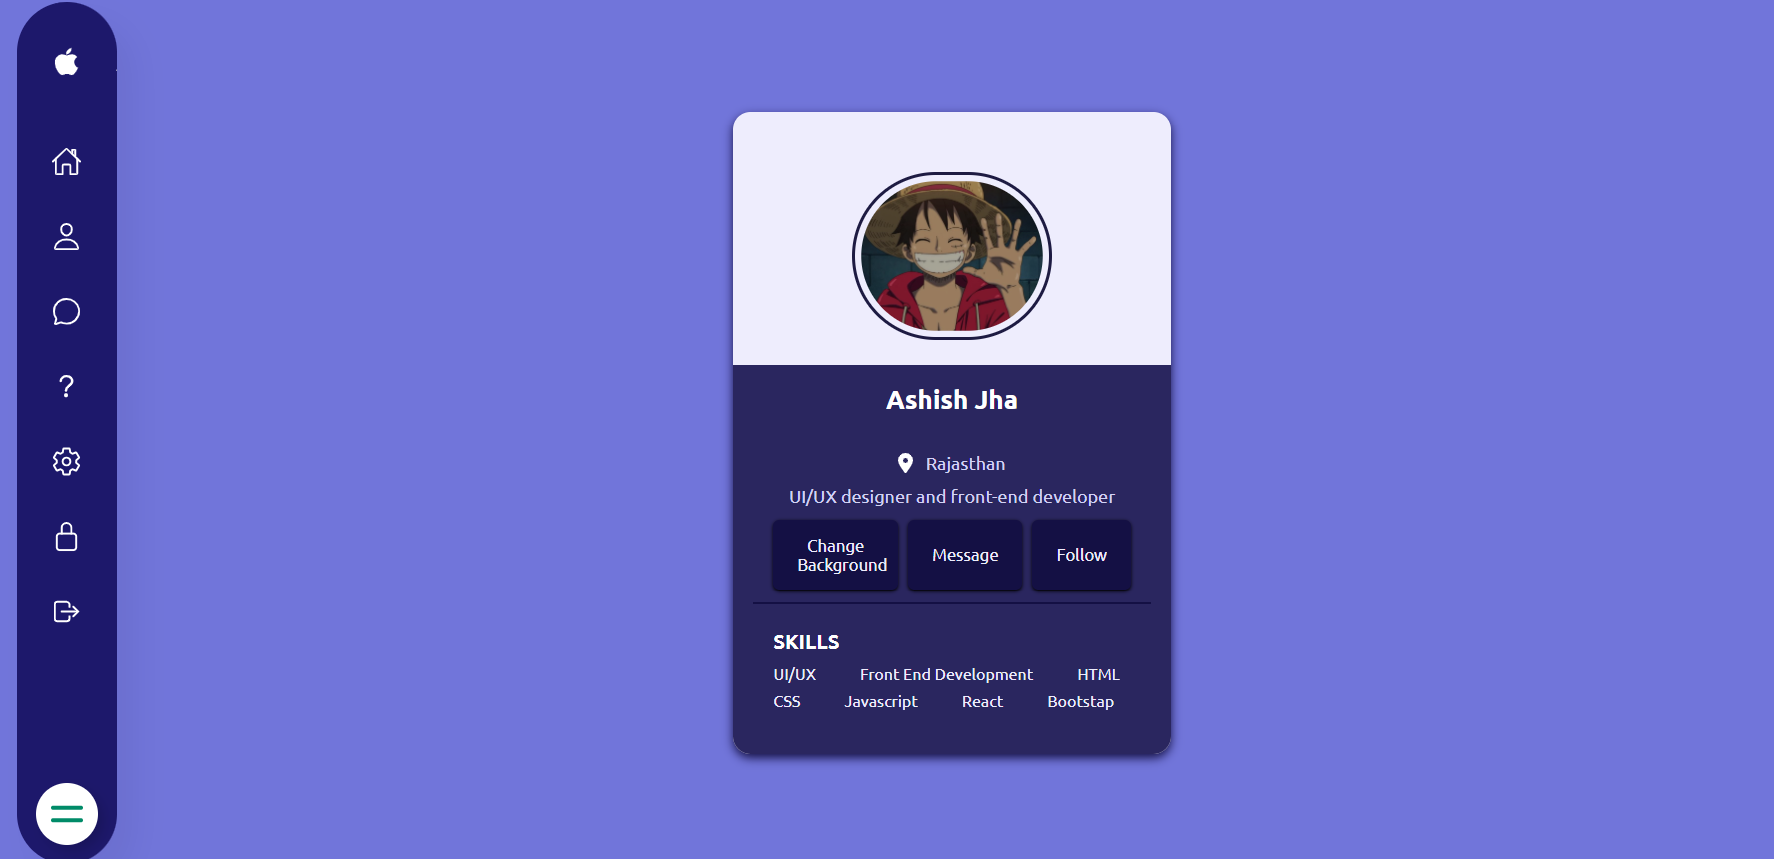 Ashish Jha
Rajasthan
UI/UX designer and front-end developer
Change
Background
Message
Follow
SKILLS
UI/UX Front End Development HTML
CSS Javascript React Bootstap